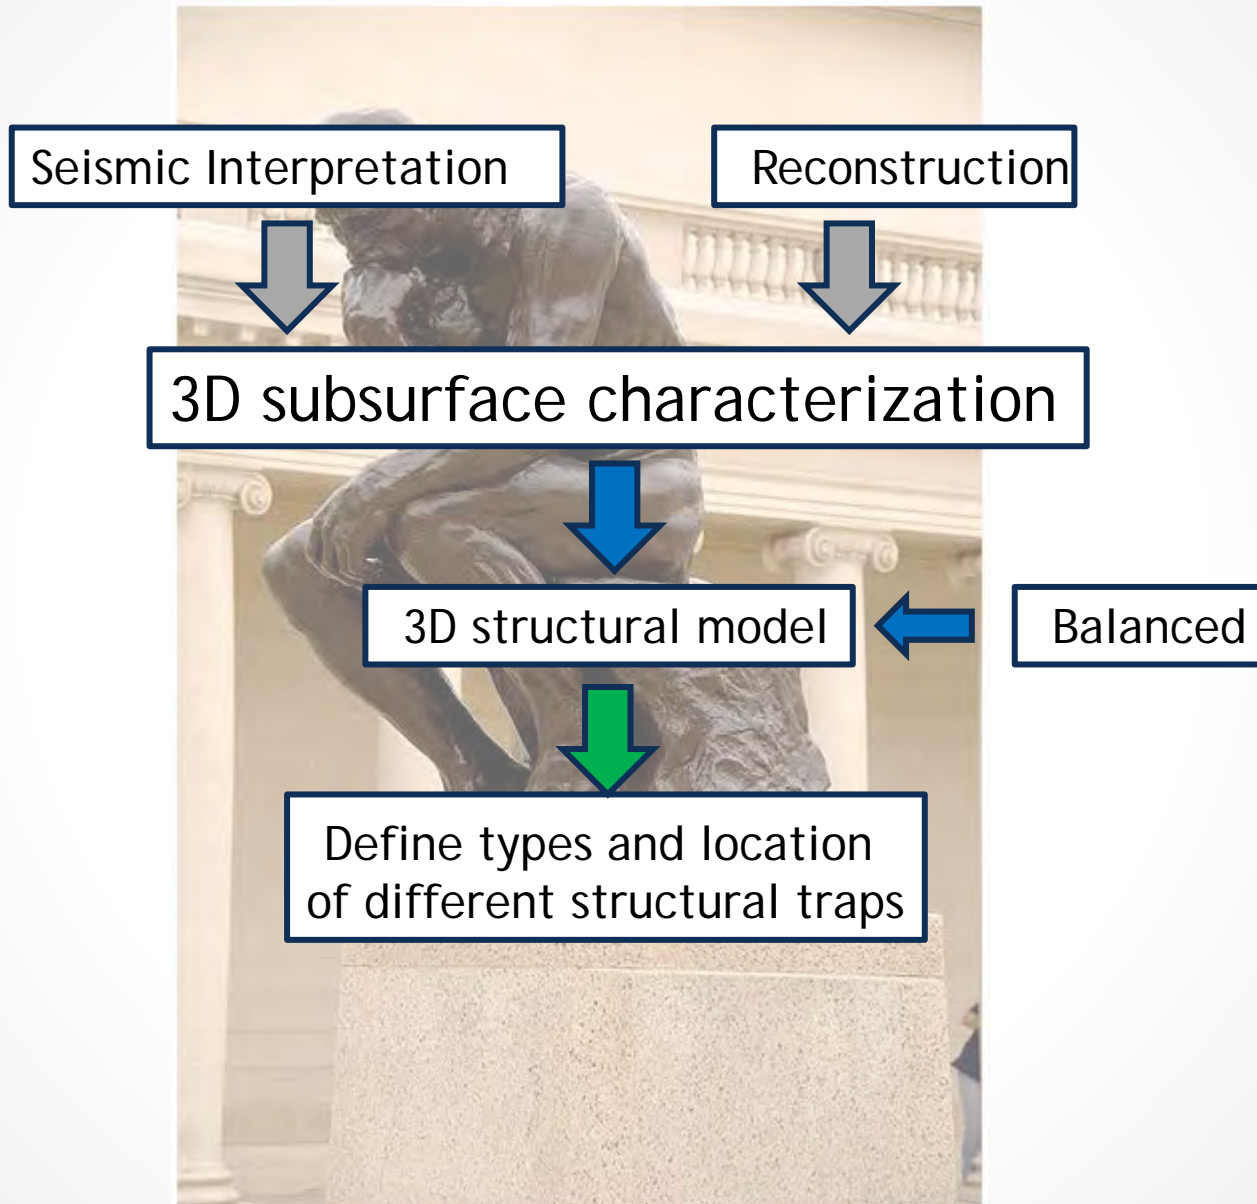 Seismic Interpretation
Reconstruction
3D subsurface characterization
3D structural model
Balanced
Define types and location
of different structural traps